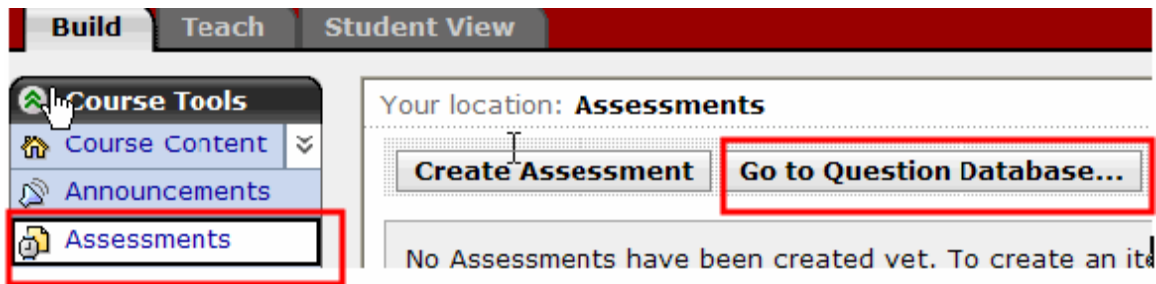 Build Teach Student View
Course Tools
Course Content
Announcements
Assessments
Your location: Assessments
Create Assessment Go to Question Database...
No Assessments have been created yet. To create an